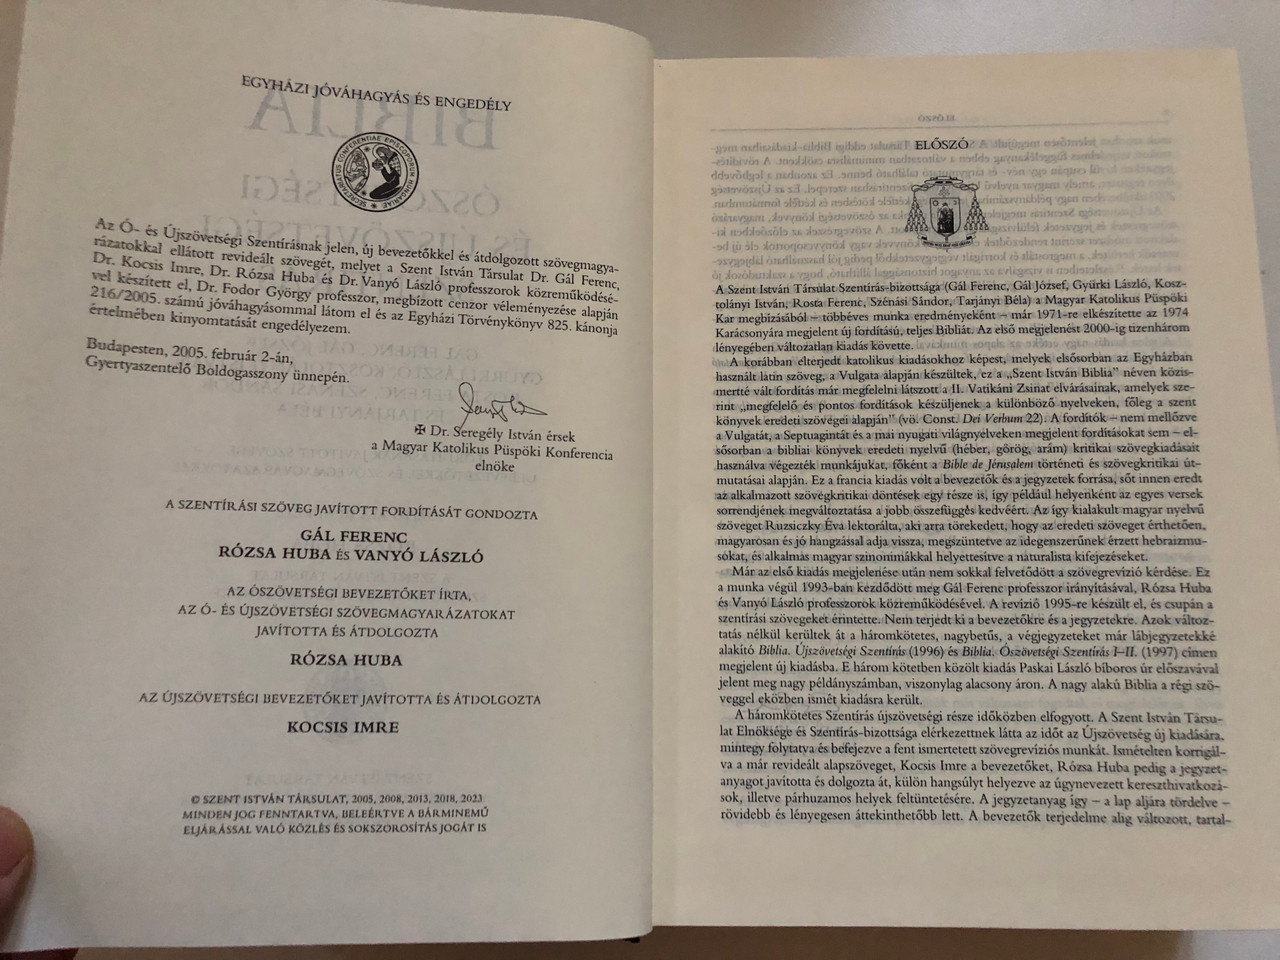 EGYHÁZI JÓVÁHAGYÁS ÉS ENGEDÉLY
SECRETARIATUS CONFERENTIAE EPISCOPORUM HUNGARIAE
Az Ó- és Újszövetségi Szentírásnak jelen, új bevezetőkkel és átdolgozott szövegmagya-
rázatokkal ellátott revideált szövegét, melyet a Szent István Társulat Dr. Gál Ferenc,
Dr. Kocsis Imre, Dr. Rózsa Huba és Dr. Vanyó László professzorok közreműködésé-
vel készített el, Dr. Fodor György professzor, megbízott cenzor véleményezése alapján
216/2005. számú jóváhagyásommal látom el és az Egyházi Törvénykönyv 825. kánonja
értelmében kinyomtatását engedélyezem.
Budapesten, 2005. február 2-án,
Gyertyaszentelő Boldogasszony ünnepén.
✠ Dr. Seregély István érsek
a Magyar Katolikus Püspöki Konferencia
elnöke
A SZENTÍRÁSI SZÖVEG JAVÍTOTT FORDÍTÁSÁT GONDOZTA
GÁL FERENC
RÓZSA HUBA ÉS VANYÓ LÁSZLÓ
AZ ÓSZÖVETSÉGI BEVEZETŐKET ÍRTA,
AZ Ó- ÉS ÚJSZÖVETSÉGI SZÖVEGMAGYARÁZATOKAT
JAVÍTOTTA ÉS ÁTDOLGOZTA
RÓZSA HUBA
AZ ÚJSZÖVETSÉGI BEVEZETŐKET JAVÍTOTTA ÉS ÁTDOLGOZTA
KOCSIS IMRE
© SZENT ISTVÁN TÁRSULAT, 2005, 2008, 2013, 2018, 2023
MINDEN JOG FENNTARTVA, BELEÉRTVE A BÁRMINEMŰ
ELJÁRÁSSAL VALÓ KÖZLÉS ÉS SOKSZOROSÍTÁS JOGÁT IS
ELŐSZÓ
A Szent István Társulat Szentírás-bizottsága (Gál Ferenc, Gál József, Gyürki László, Kosz-
tolányi István, Rosta Ferenc, Szénási Sándor, Tarjányi Béla) a Magyar Katolikus Püspöki
Kar megbízásából – többéves munka eredményeként – már 1971-re elkészítette az 1974
Karácsonyára megjelent új fordítású, teljes Bibliát. Az első megjelenést 2000-ig tizenhárom
lényegében változatlan kiadás követte.
A korábban elterjedt katolikus kiadásokhoz képest, melyek elsősorban az Egyházban
használt latin szöveg, a Vulgata alapján készültek, ez a „Szent István Biblia” néven közis-
mertté vált fordítás már megfelelni látszott a II. Vatikáni Zsinat elvárásainak, amelyek sze-
rint „megfelelő és pontos fordítások készüljenek a különböző nyelveken, főleg a szent
könyvek eredeti szövegei alapján” (vö. Const. Dei Verbum 22). A fordítók – nem mellőzve
a Vulgatát, a Septuagintát és a mai nyugati világnyelveken megjelent fordításokat sem – el-
sősorban a bibliai könyvek eredeti nyelvű (héber, görög, arám) kritikai szövegkiadásait
használva végezték munkájukat, főként a Bible de Jérusalem történeti és szövegkritikai út-
mutatásai alapján. Ez a francia kiadás volt a bevezetők és a jegyzetek forrása, sőt innen eredt
az alkalmazott szövegkritikai döntések egy része is, így például helyenként az egyes versek
sorrendjének megváltoztatása a jobb összefüggés kedvéért. Az így kialakult magyar nyelvű
szöveget Ruzsiczky Éva lektorálta, aki arra törekedett, hogy az eredeti szöveget érthetően,
magyarosan és jó hangzással adja vissza, megszüntetve az idegenszerűnek érzett hebraizmu-
sokat, és alkalmas magyar szinonimákkal helyettesítve a naturalista kifejezéseket.
Már az első kiadás megjelenése után nem sokkal felvetődött a szövegrevízió kérdése. Ez
a munka végül 1993-ban kezdődött meg Gál Ferenc professzor irányításával, Rózsa Huba
és Vanyó László professzorok közreműködésével. A revízió 1995-re készült el, és csupán a
szentírási szövegeket érintette. Nem terjedt ki a bevezetőkre és a jegyzetekre. Azok változ-
tatás nélkül kerültek át a háromkötetes, nagybetűs, a végjegyzeteket már lábjegyzetekké
alakító Biblia. Újszövetségi Szentírás (1996) és Biblia. Ószövetségi Szentírás I–II. (1997) címen
megjelent új kiadásba. E három kötetben közölt kiadás Paskai László bíboros úr előszavával
jelent meg nagy példányszámban, viszonylag alacsony áron. A nagy alakú Biblia a régi szö-
veggel eközben ismét kiadásra került.
A háromkötetes Szentírás újszövetségi része időközben elfogyott. A Szent István Társu-
lat Elnöksége és Szentírás-bizottsága elérkezettnek látta az időt az Újszövetség új kiadására,
mintegy folytatva és befejezve a fent ismertetett szövegrevíziós munkát. Ismételten korrigál-
va a már revideált alapszöveget, Kocsis Imre a bevezetőket, Rózsa Huba pedig a jegyzet-
anyagot javította és dolgozta át, külön hangsúlyt helyezve az úgynevezett kereszthivatkozá-
sok, illetve párhuzamos helyek feltüntetésére. A jegyzetanyag így – a lap aljára tördelve –
rövidebb és lényegesen áttekinthetőbb lett. A bevezetők terjedelme alig változott, tartal-